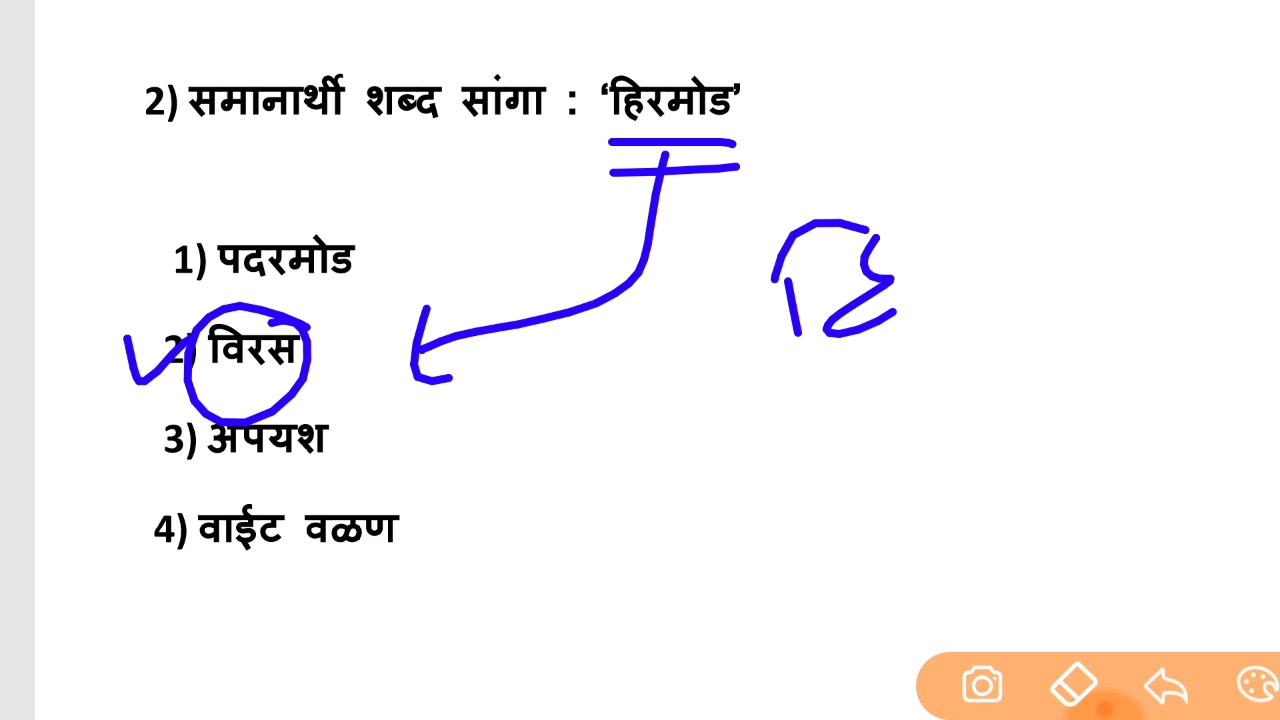 2) समानार्थी शब्द सांगा : ‘हिरमोड’
1) पदरमोड
2) विरस
3) अपयश
4) वाईट वळण